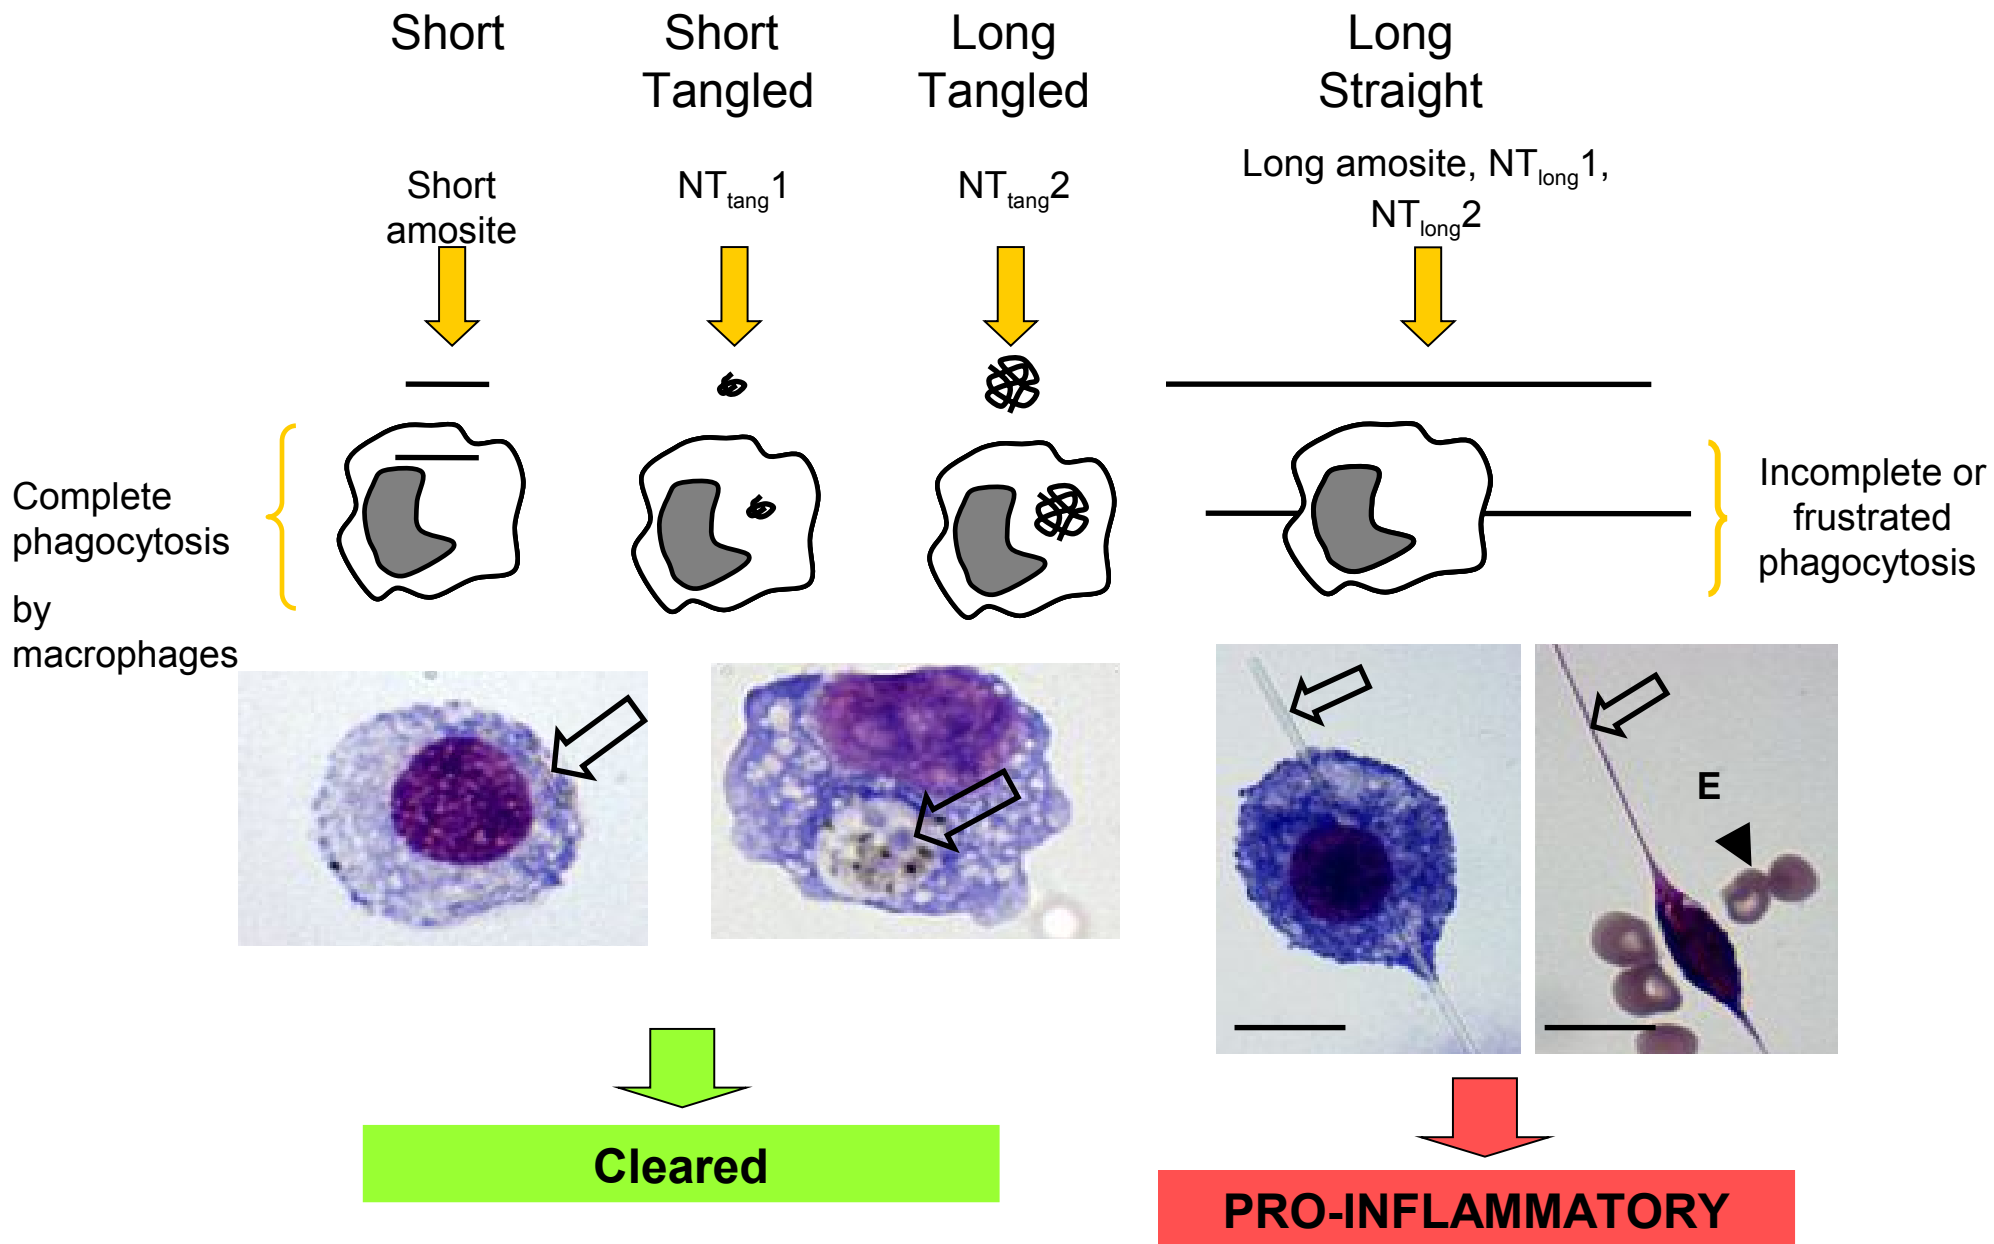 Short
Short
Tangled
Long
Tangled
Long
Straight
Short
amosite
NTtang1
NTtang2
Long amosite, NTlong1,
NTlong2
Complete
phagocytosis
by
macrophages
Incomplete or
frustrated
phagocytosis
E
Cleared
PRO-INFLAMMATORY